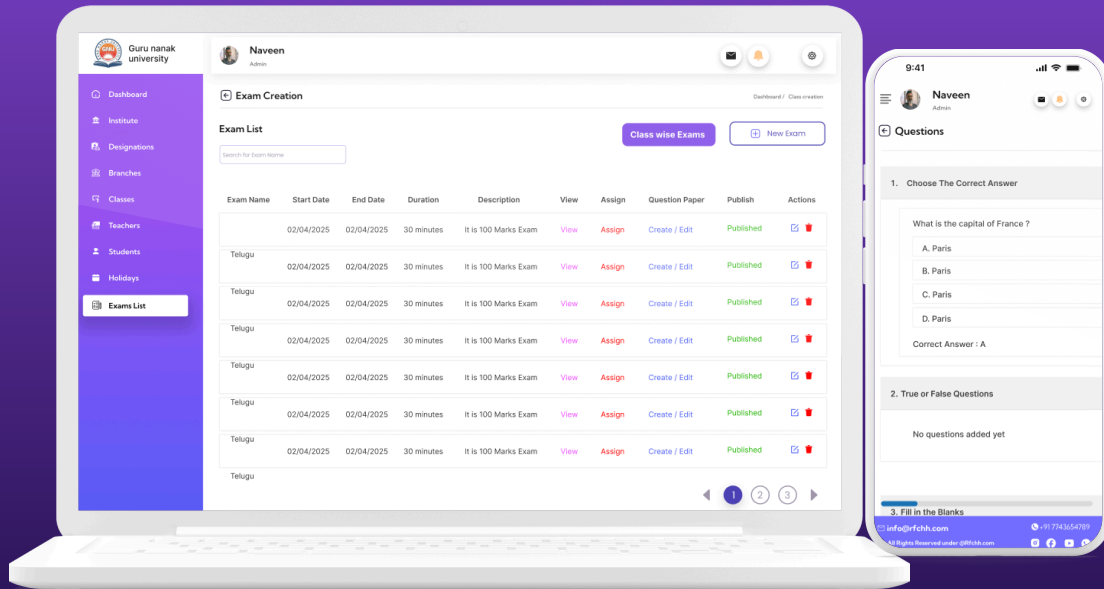 Guru nanak
university
Naveen
Admin
Dashboard
Institute
Designations
Branches
Classes
Teachers
Students
Holidays
Exams List
Exam Creation
Dashboard / Class creation
Exam List
Class wise Exams
New Exam
Search for Exam Name
Exam Name Start Date End Date Duration Description View Assign Question Paper Publish Actions
02/04/2025 02/04/2025 30 minutes It is 100 Marks Exam View Assign Create / Edit Published
Telugu
02/04/2025 02/04/2025 30 minutes It is 100 Marks Exam View Assign Create / Edit Published
Telugu
02/04/2025 02/04/2025 30 minutes It is 100 Marks Exam View Assign Create / Edit Published
Telugu
02/04/2025 02/04/2025 30 minutes It is 100 Marks Exam View Assign Create / Edit Published
Telugu
02/04/2025 02/04/2025 30 minutes It is 100 Marks Exam View Assign Create / Edit Published
Telugu
02/04/2025 02/04/2025 30 minutes It is 100 Marks Exam View Assign Create / Edit Published
Telugu
02/04/2025 02/04/2025 30 minutes It is 100 Marks Exam View Assign Create / Edit Published
Telugu
1 2 3
9:41
Naveen
Admin
Questions
1. Choose The Correct Answer
What is the capital of France ?
A. Paris
B. Paris
C. Paris
D. Paris
Correct Answer : A
2. True or False Questions
No questions added yet
3. Fill in the Blanks
info@rfchh.com
+91 7743654789
All Rights Reserved under @Rfchh.com